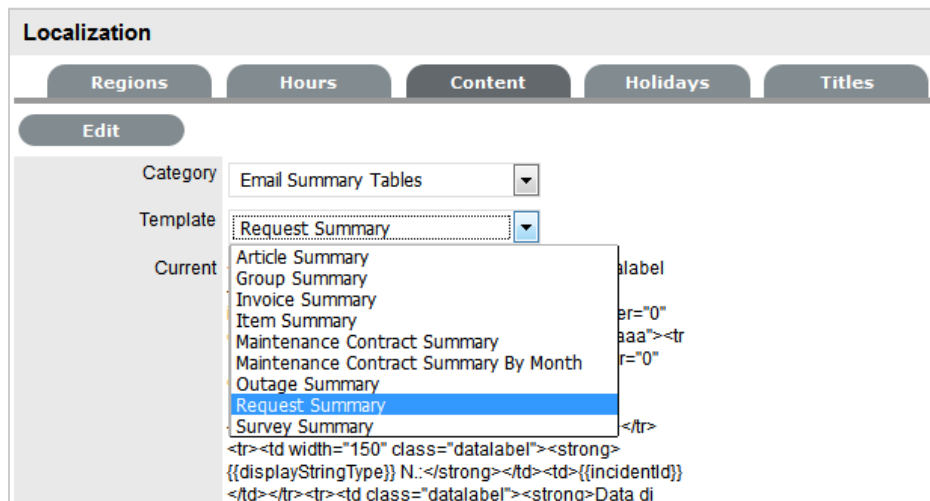 Localization
Regions Hours Content Holidays Titles
Edit
Category Email Summary Tables
Template Request Summary
Article Summary
Current alabel
Group Summary
Invoice Summary er="0"
Item Summary aaa"><tr
Maintenance Contract Summary
Maintenance Contract Summary By Month r="0"
Outage Summary
Request Summary
Survey Summary </tr>
<tr><td width="150" class="datalabel"><strong>
{{displayStringType}} N.:</strong></td><td>{{incidentId}}
</td></tr><tr><td class="datalabel"><strong>Data di